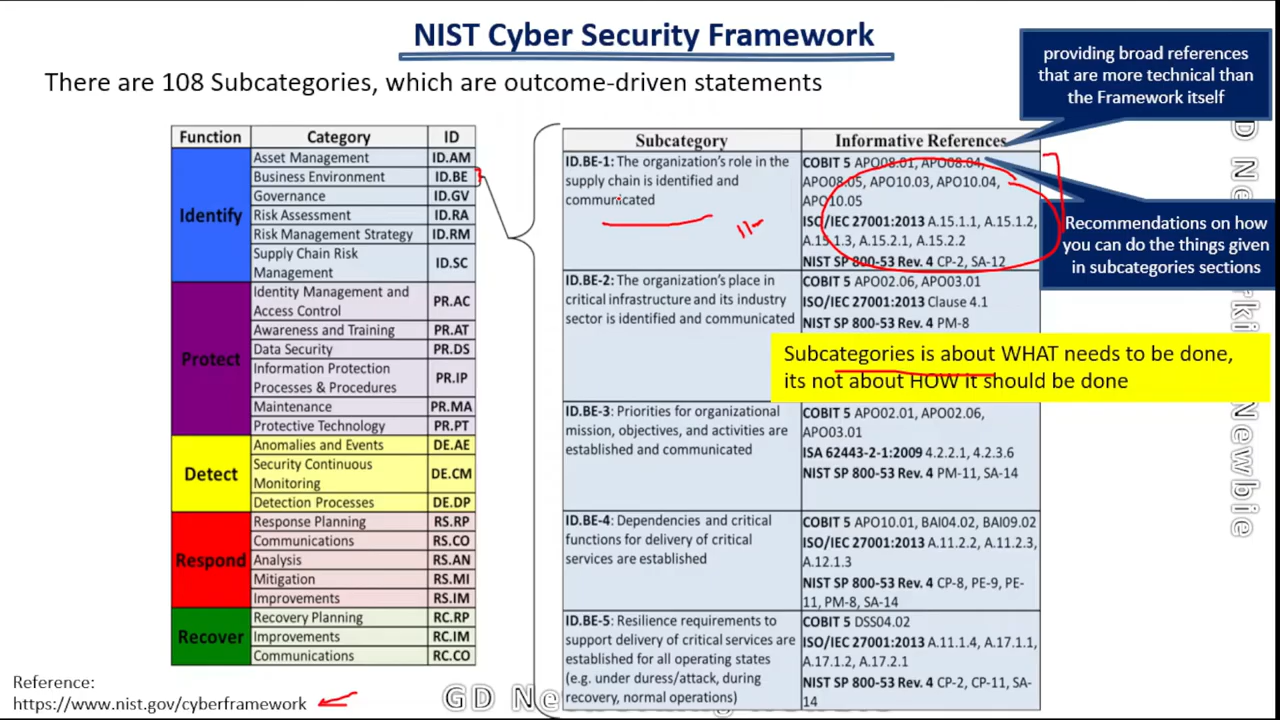 NIST Cyber Security Framework
There are 108 Subcategories, which are outcome-driven statements
providing broad references
that are more technical than
the Framework itself
Function Category ID
Identify
Asset Management ID.AM
Business Environment ID.BE
Governance ID.GV
Risk Assessment ID.RA
Risk Management Strategy ID.RM
Supply Chain Risk
Management ID.SC
Protect
Identity Management and
Access Control PR.AC
Awareness and Training PR.AT
Data Security PR.DS
Information Protection
Processes & Procedures PR.IP
Maintenance PR.MA
Protective Technology PR.PT
Detect
Anomalies and Events DE.AE
Security Continuous
Monitoring DE.CM
Detection Processes DE.DP
Respond
Response Planning RS.RP
Communications RS.CO
Analysis RS.AN
Mitigation RS.MI
Improvements RS.IM
Recover
Recovery Planning RC.RP
Improvements RC.IM
Communications RC.CO
Subcategory Informative References
ID.BE-1: The organization's role in the
supply chain is identified and
communicated
COBIT 5 APO08.01, APO08.04,
APO08.05, APO10.03, APO10.04,
APO10.05
ISO/IEC 27001:2013 A.15.1.1, A.15.1.2,
A.15.1.3, A.15.2.1, A.15.2.2
NIST SP 800-53 Rev. 4 CP-2, SA-12
ID.BE-2: The organization's place in
critical infrastructure and its industry
sector is identified and communicated
COBIT 5 APO02.06, APO03.01
ISO/IEC 27001:2013 Clause 4.1
NIST SP 800-53 Rev. 4 PM-8
ID.BE-3: Priorities for organizational
mission, objectives, and activities are
established and communicated
COBIT 5 APO02.01, APO02.06,
APO03.01
ISA 62443-2-1:2009 4.2.2.1, 4.2.3.6
NIST SP 800-53 Rev. 4 PM-11, SA-14
ID.BE-4: Dependencies and critical
functions for delivery of critical
services are established
COBIT 5 APO10.01, BAI04.02, BAI09.02
ISO/IEC 27001:2013 A.11.2.2, A.11.2.3,
A.12.1.3
NIST SP 800-53 Rev. 4 CP-8, PE-9, PE-
11, PM-8, SA-14
ID.BE-5: Resilience requirements to
support delivery of critical services are
established for all operating states
(e.g. under duress/attack, during
recovery, normal operations)
COBIT 5 DSS04.02
ISO/IEC 27001:2013 A.11.1.4, A.17.1.1,
A.17.1.2, A.17.2.1
NIST SP 800-53 Rev. 4 CP-2, CP-11, SA-
14
Recommendations on how
you can do the things given
in subcategories sections
Subcategories is about WHAT needs to be done,
its not about HOW it should be done
Reference:
https://www.nist.gov/cyberframework
GD Ne
D Ne
Newbie